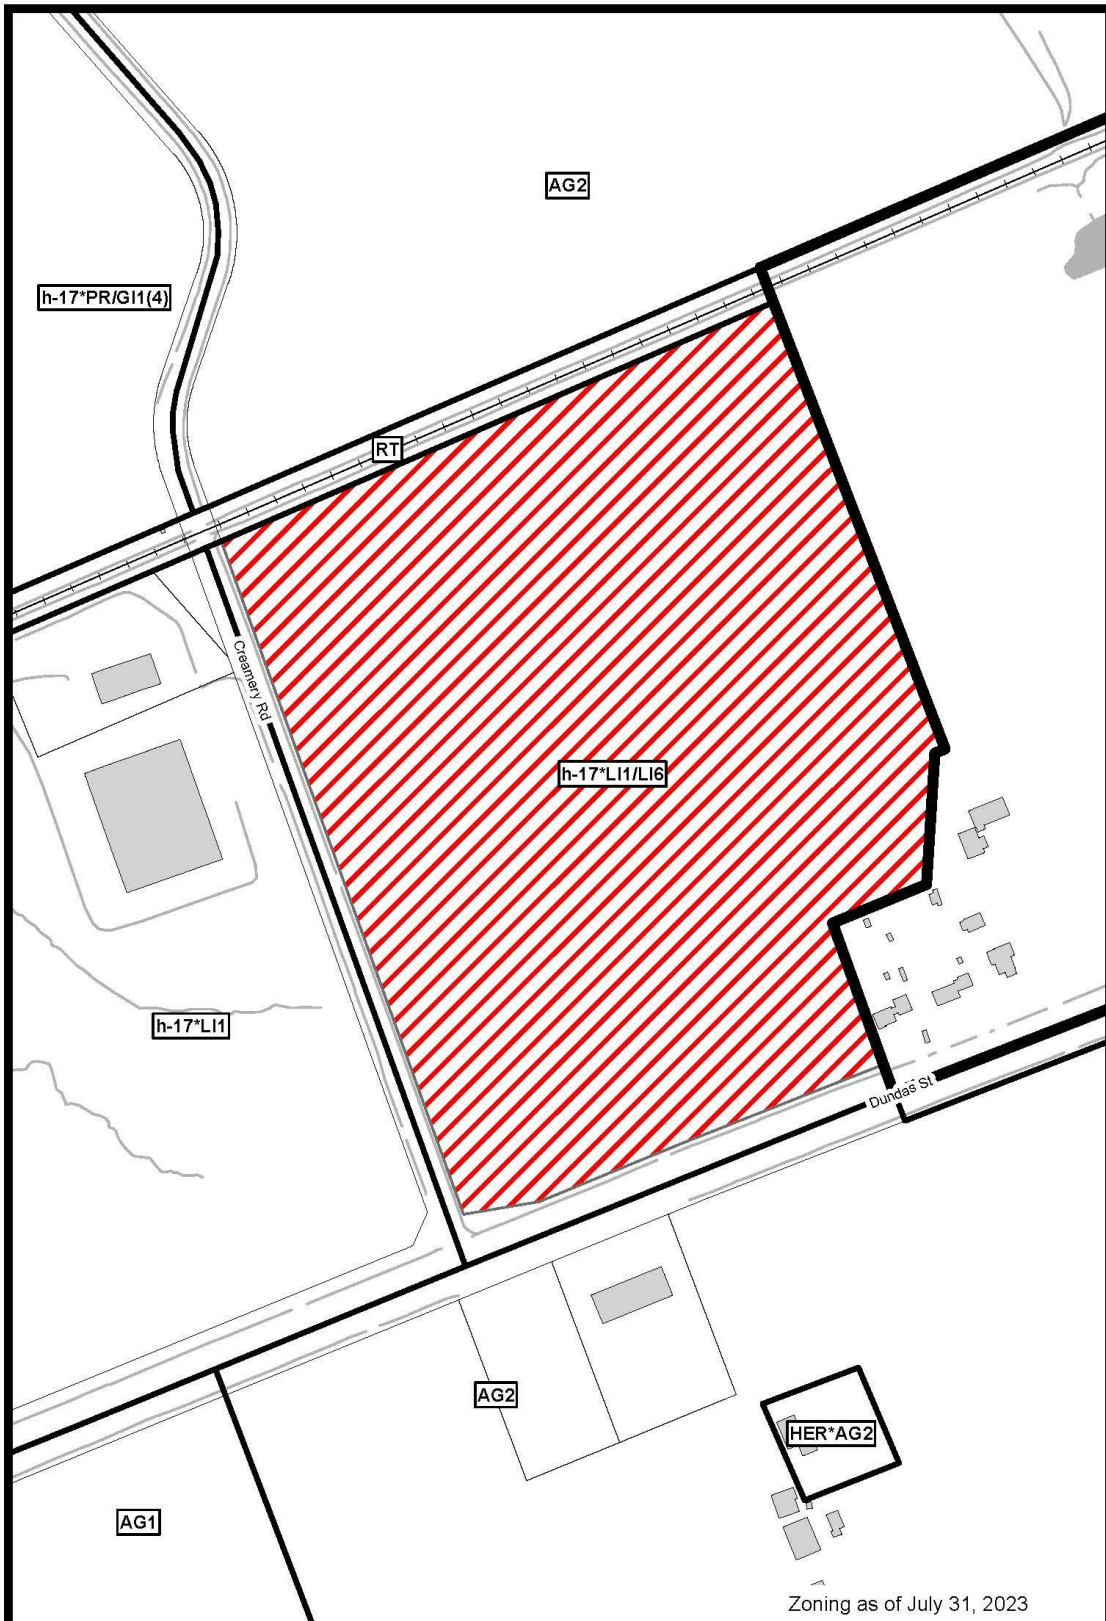 AG2
h-17*PR/GI1(4)
RT
Creamery Rd
h-17*LI1/LI6
h-17*LI1
Dundas St
AG2
HER*AG2
AG1
Zoning as of July 31, 2023